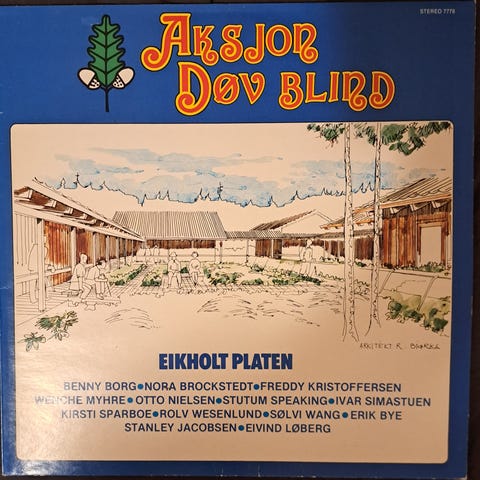 STEREO 7778
AKSJON
DØV BLIND
ARKITEKT R. BJØRKA
EIKHOLT PLATEN
BENNY BORG●NORA BROCKSTEDT●FREDDY KRISTOFFERSEN
WENCHE MYHRE●OTTO NIELSEN●STUTUM SPEAKING●IVAR SIMASTUEN
KIRSTI SPARBOE●ROLV WESENLUND●SØLVI WANG●ERIK BYE
STANLEY JACOBSEN●EIVIND LØBERG